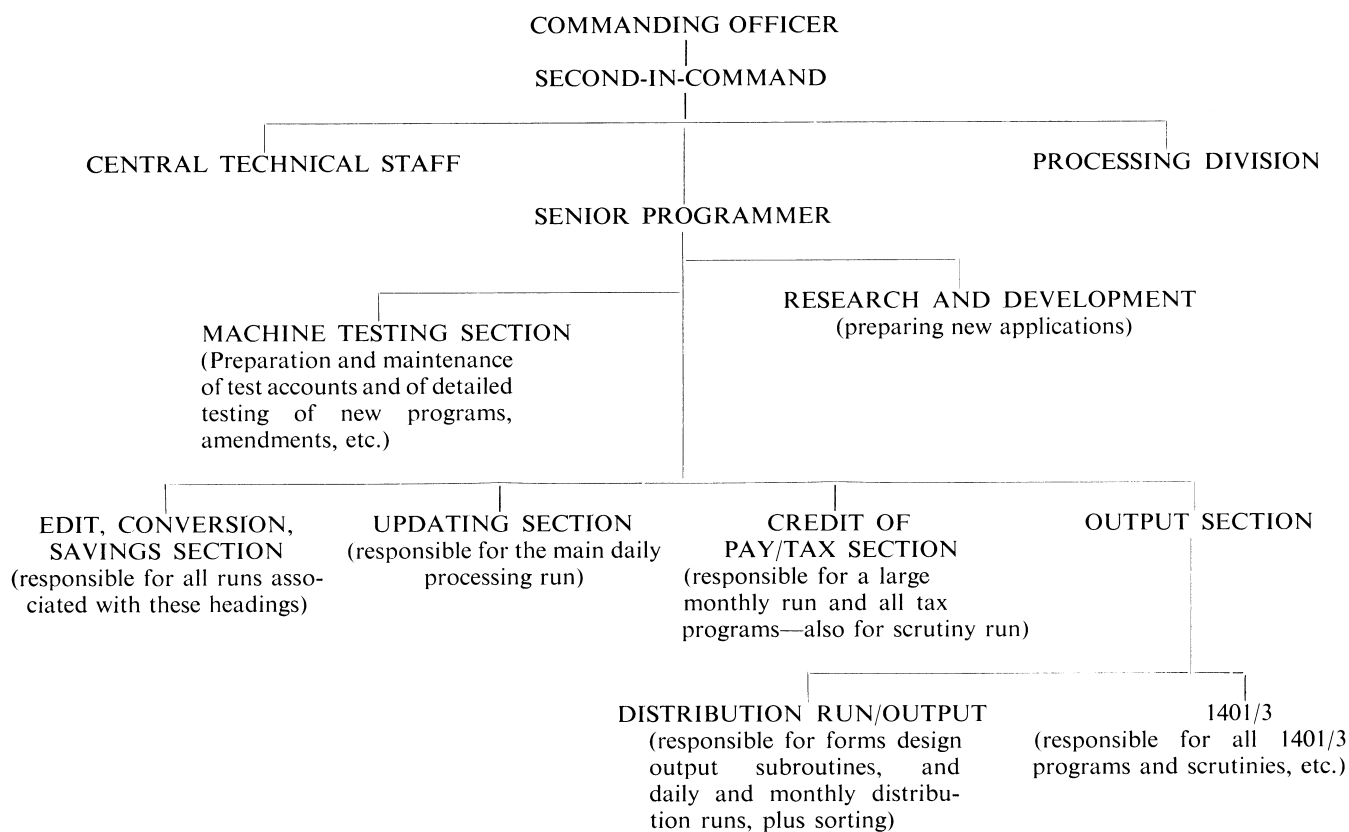 COMMANDING OFFICER
SECOND-IN-COMMAND
CENTRAL TECHNICAL STAFF
PROCESSING DIVISION
SENIOR PROGRAMMER
RESEARCH AND DEVELOPMENT
(preparing new applications)
MACHINE TESTING SECTION
(Preparation and maintenance
of test accounts and of detailed
testing of new programs,
amendments, etc.)
EDIT, CONVERSION,
SAVINGS SECTION
(responsible for all runs asso-
ciated with these headings)
UPDATING SECTION
(responsible for the main daily
processing run)
CREDIT OF
PAY/TAX SECTION
(responsible for a large
monthly run and all tax
programs—also for scrutiny run)
OUTPUT SECTION
DISTRIBUTION RUN/OUTPUT
(responsible for forms design
output subroutines, and
daily and monthly distribu-
tion runs, plus sorting)
1401/3
(responsible for all 1401/3
programs and scrutinies, etc.)